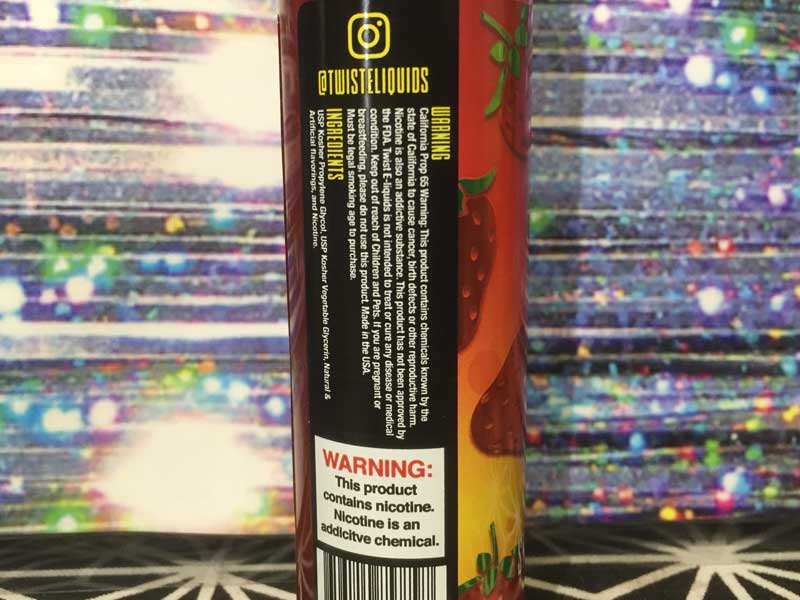 @TWISTELIQUIDS
WARNING
California Prop 65 Warning: This product contains chemicals known by the
state of California to cause cancer, birth defects or other reproductive harm.
Nicotine is also an addictive substance. This product has not been approved by
the FDA. Twist E-liquids is not intended to treat or cure any disease or medical
condition. Keep out of reach of Children and Pets. If you are pregnant or
breastfeeding, please do not use this product. Made in the USA.
Must be legal smoking age to purchase.
INGREDIENTS
USP Kosher Propylene Glycol, USP Kosher Vegetable Glycerin, Natural &
Artificial flavorings, and Nicotine.
WARNING:
This product
contains nicotine.
Nicotine is an
addicitve chemical.